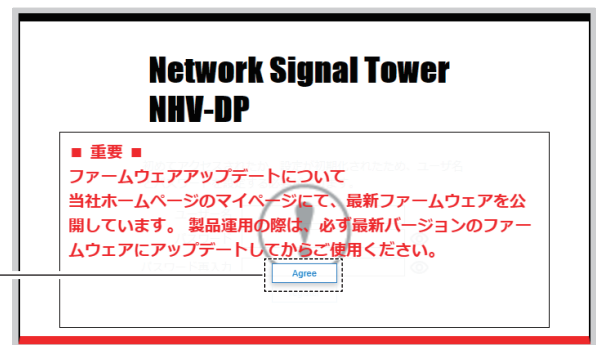 Network Signal Tower
NHV-DP
■ 重要 ■
ファームウェアアップデートについて
当社ホームページのマイページにて、最新ファームウェアを公
開しています。 製品運用の際は、必ず最新バージョンのファー
ムウェアにアップデートしてからご使用ください。
Agree